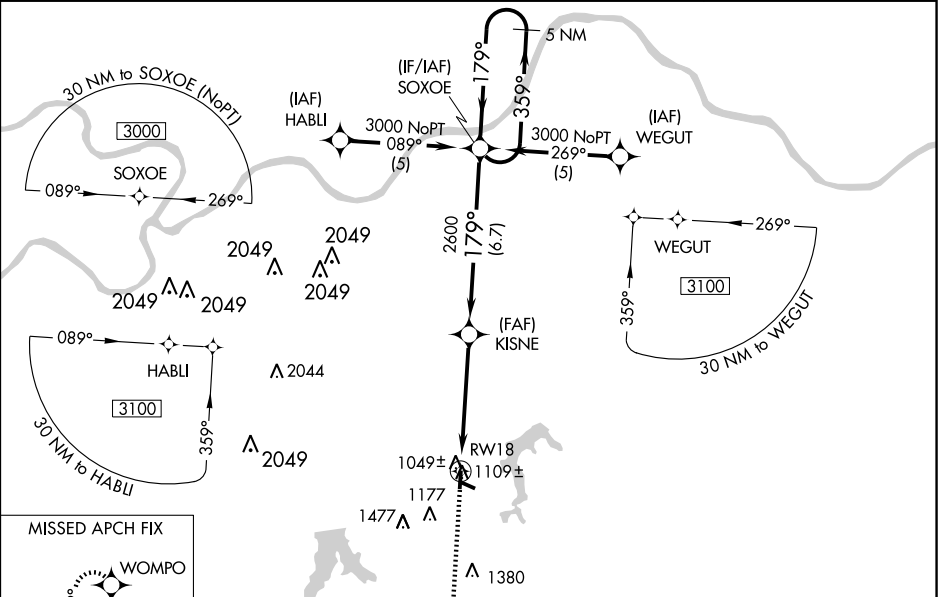 5 NM
179°
359°
(IF/IAF)
SOXOE
30 NM to SOXOE (NoPT)
3000
SOXOE
089°
269°
(IAF)
HABLI
3000 NoPT
089°
(5)
3000 NoPT
269°
(5)
(IAF)
WEGUT
2600
179°
(6.7)
269°
WEGUT
3100
359°
30 NM to WEGUT
2049
2049
2049
2049
2049
(FAF)
KISNE
089°
HABLI
3100
359°
30 NM to HABLI
2044
2049
RW18
1049±
1109±
1177
1477
1380
MISSED APCH FIX
WOMPO